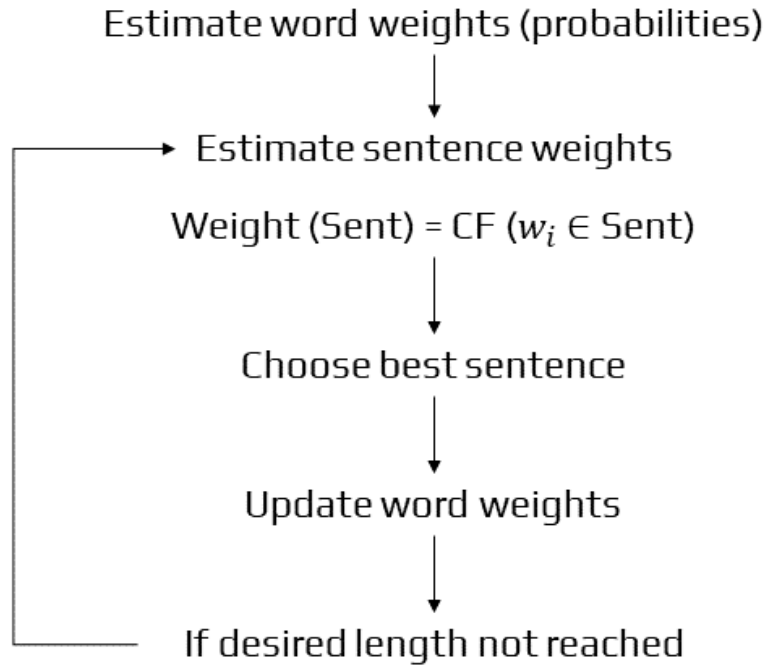 Estimate word weights (probabilities)
Estimate sentence weights
Weight (Sent) = CF (𝑤ᵢ ∈ Sent)
Choose best sentence
Update word weights
If desired length not reached